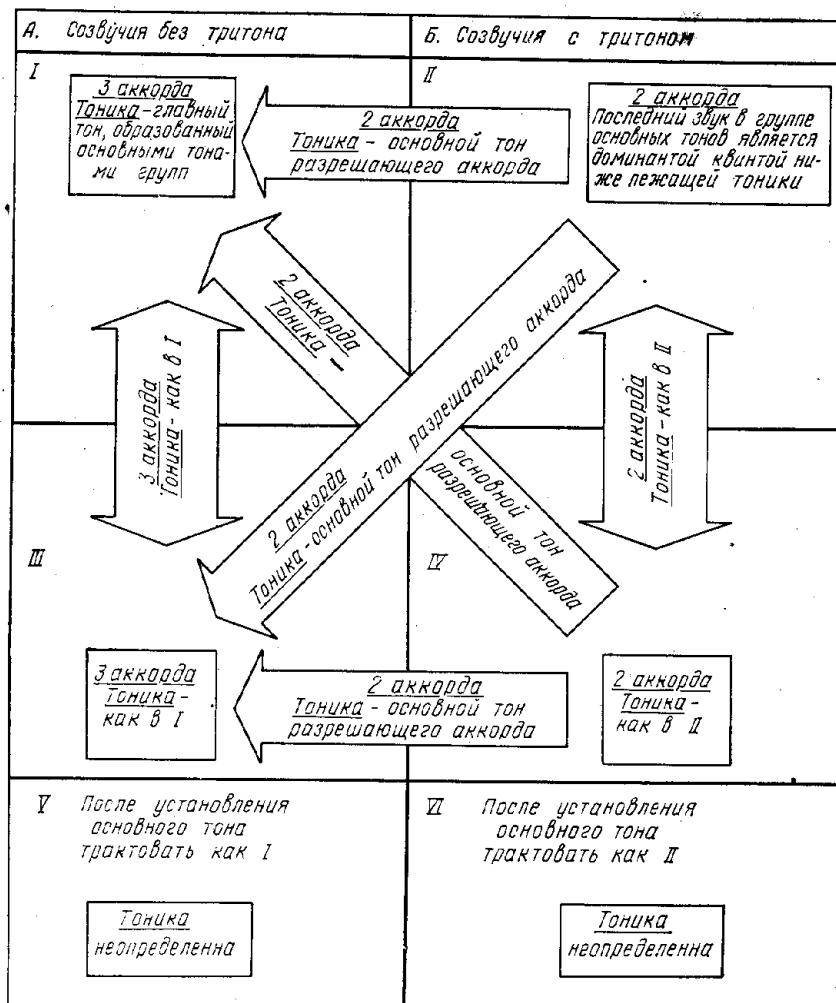 А. Созвучия без тритона
Б. Созвучия с тритоном
I
3 аккорда
Тоника-главный
тон, образованный
основными тона-
ми групп
2 аккорда
Тоника - основной тон
разрешающего аккорда
II
2 аккорда
Последний звук в группе
основных тонов является
доминантой квинтой ни-
же лежащей тоники
2 аккорда
Тоника -
основной тон
разрешающего аккорда
2 аккорда
Тоника - основной тон разрешающего аккорда
3 аккорда
Тоника - как в I
2 аккорда
Тоника - как в II
III
3 аккорда
Тоника -
как в I
2 аккорда
Тоника - основной тон
разрешающего аккорда
IV
2 аккорда
Тоника -
как в II
V После установления
основного тона
трактовать как I
Тоника
неопределенна
VI После установления
основного тона
трактовать как II
Тоника
неопределенна